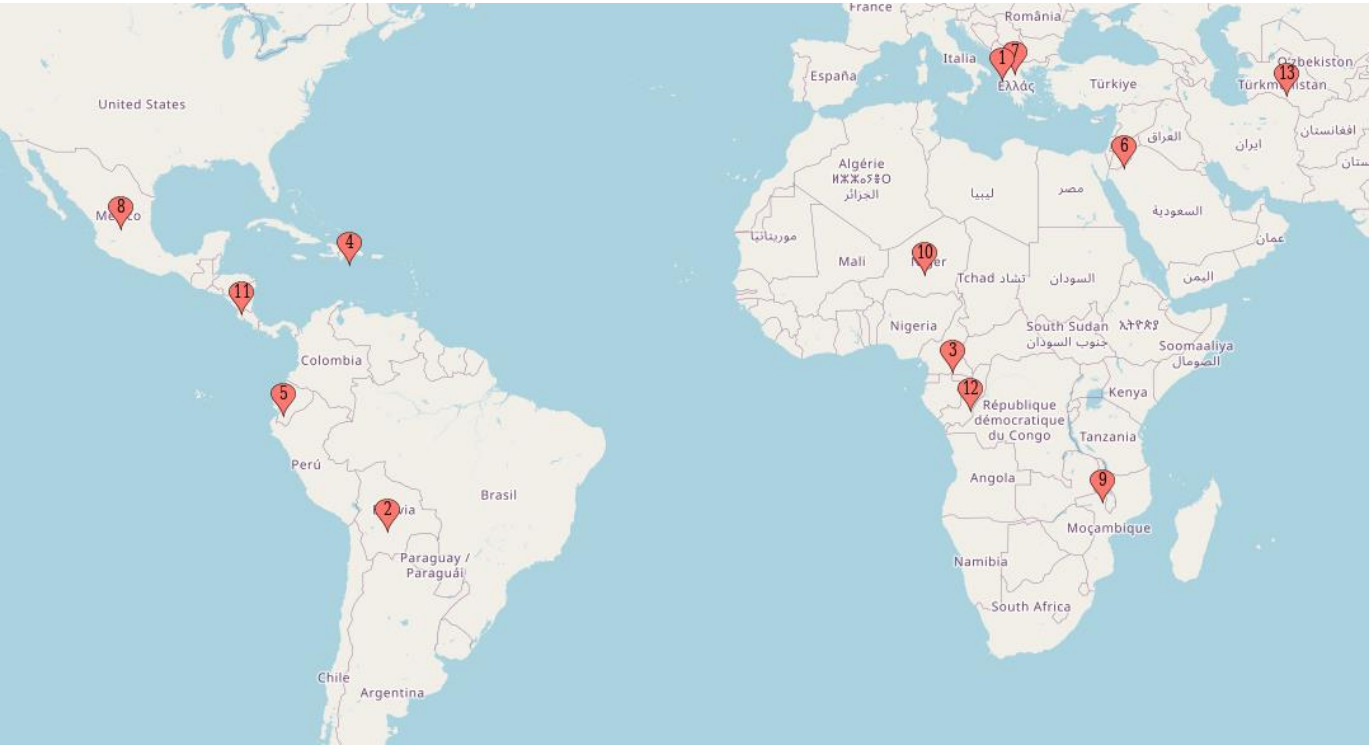 France
România
Italia
7
1
O'zbekiston
España
13
Ελλάς
Türkiye
Türkmenistan
United States
العراق
افغانستان
ایران
6
Algérie
ⵍⵣⵣⴰⵢⴻⵔ
الجزائر
ليبيا
مصر
8
México
السعودية
موريتانيا
4
عمان
10
Mali
Niger
Tchad تشاد
السودان
اليمن
11
Nigeria
South Sudan
جنوب السودان
ኢትዮጵያ
Soomaaliya
الصومال
3
Colombia
5
12
Kenya
République
démocratique
du Congo
Tanzania
Perú
9
Angola
Brasil
2
Bolivia
Moçambique
Paraguay /
Paraguái
Namibia
South Africa
Chile
Argentina